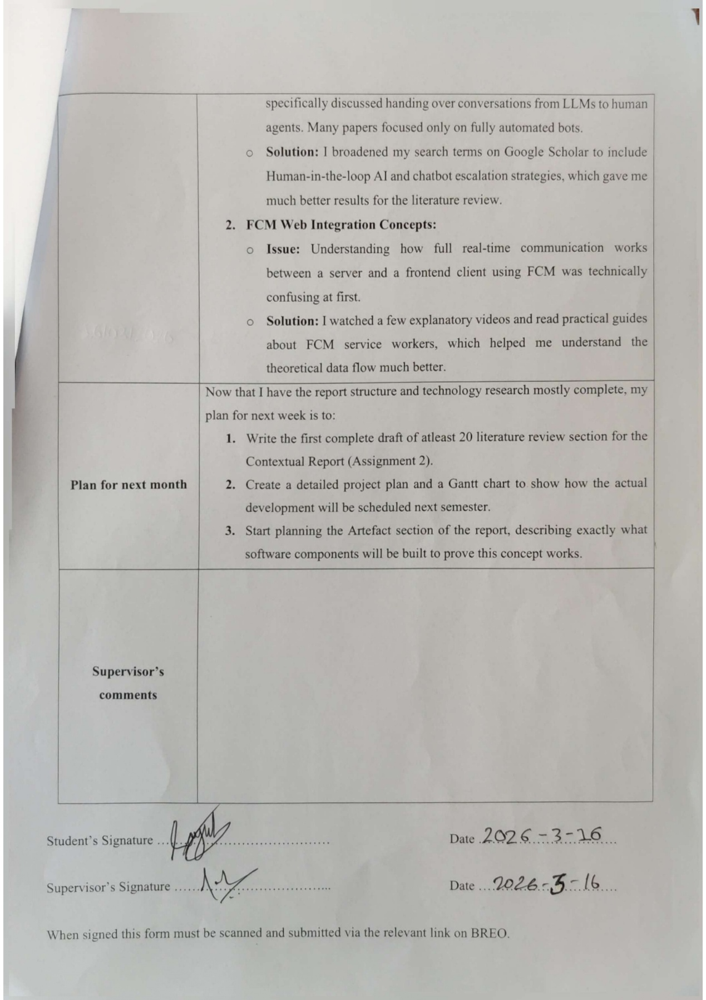 specifically discussed handing over conversations from LLMs to human
agents. Many papers focused only on fully automated bots.
o Solution: I broadened my search terms on Google Scholar to include
Human-in-the-loop AI and chatbot escalation strategies, which gave me
much better results for the literature review.
2. FCM Web Integration Concepts:
o Issue: Understanding how full real-time communication works
between a server and a frontend client using FCM was technically
confusing at first.
o Solution: I watched a few explanatory videos and read practical guides
about FCM service workers, which helped me understand the
theoretical data flow much better.
Plan for next month
Now that I have the report structure and technology research mostly complete, my
plan for next week is to:
1. Write the first complete draft of atleast 20 literature review section for the
Contextual Report (Assignment 2).
2. Create a detailed project plan and a Gantt chart to show how the actual
development will be scheduled next semester.
3. Start planning the Artefact section of the report, describing exactly what
software components will be built to prove this concept works.
Supervisor's
comments
Student's Signature ....................................... Date 2026-3-16
Supervisor's Signature ....................................... Date 2026-3-16
When signed this form must be scanned and submitted via the relevant link on BREO.